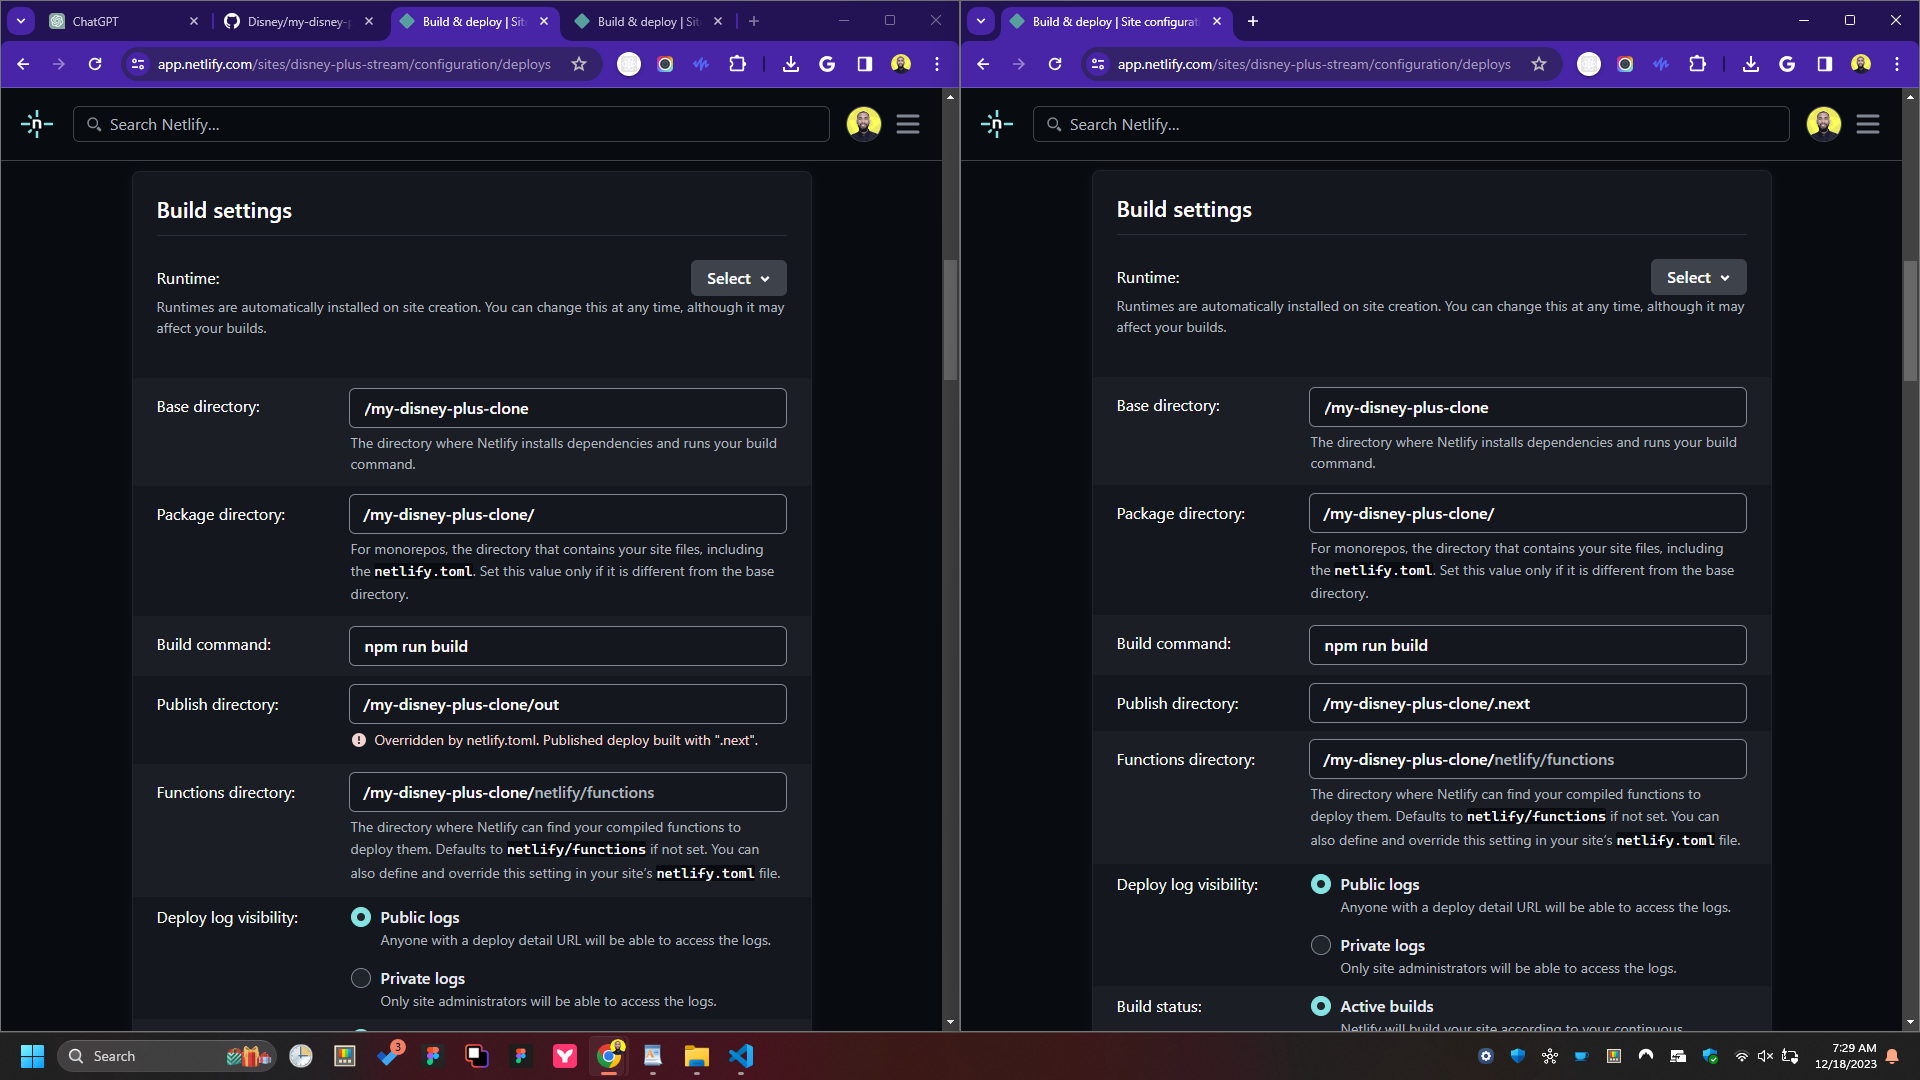 ChatGPT
Disney/my-disney-p
Build & deploy | Site
Build & deploy | Site
app.netlify.com/sites/disney-plus-stream/configuration/deploys
Search Netlify...
Build settings
Runtime:
Select
Runtimes are automatically installed on site creation. You can change this at any time, although it may
affect your builds.
Base directory:
/my-disney-plus-clone
The directory where Netlify installs dependencies and runs your build
command.
Package directory:
/my-disney-plus-clone/
For monorepos, the directory that contains your site files, including
the netlify.toml. Set this value only if it is different from the base
directory.
Build command:
npm run build
Publish directory:
/my-disney-plus-clone/out
Overridden by netlify.toml. Published deploy built with ".next".
Functions directory:
/my-disney-plus-clone/netlify/functions
The directory where Netlify can find your compiled functions to
deploy them. Defaults to netlify/functions if not set. You can
also define and override this setting in your site's netlify.toml file.
Deploy log visibility:
Public logs
Anyone with a deploy detail URL will be able to access the logs.
Private logs
Only site administrators will be able to access the logs.
Build & deploy | Site configurat
app.netlify.com/sites/disney-plus-stream/configuration/deploys
Search Netlify...
Build settings
Runtime:
Select
Runtimes are automatically installed on site creation. You can change this at any time, although it may
affect your builds.
Base directory:
/my-disney-plus-clone
The directory where Netlify installs dependencies and runs your build
command.
Package directory:
/my-disney-plus-clone/
For monorepos, the directory that contains your site files, including
the netlify.toml. Set this value only if it is different from the base
directory.
Build command:
npm run build
Publish directory:
/my-disney-plus-clone/.next
Functions directory:
/my-disney-plus-clone/netlify/functions
The directory where Netlify can find your compiled functions to
deploy them. Defaults to netlify/functions if not set. You can
also define and override this setting in your site's netlify.toml file.
Deploy log visibility:
Public logs
Anyone with a deploy detail URL will be able to access the logs.
Private logs
Only site administrators will be able to access the logs.
Build status:
Active builds
Netlify will build your site according to your continuous
Search
3
7:29 AM
12/18/2023